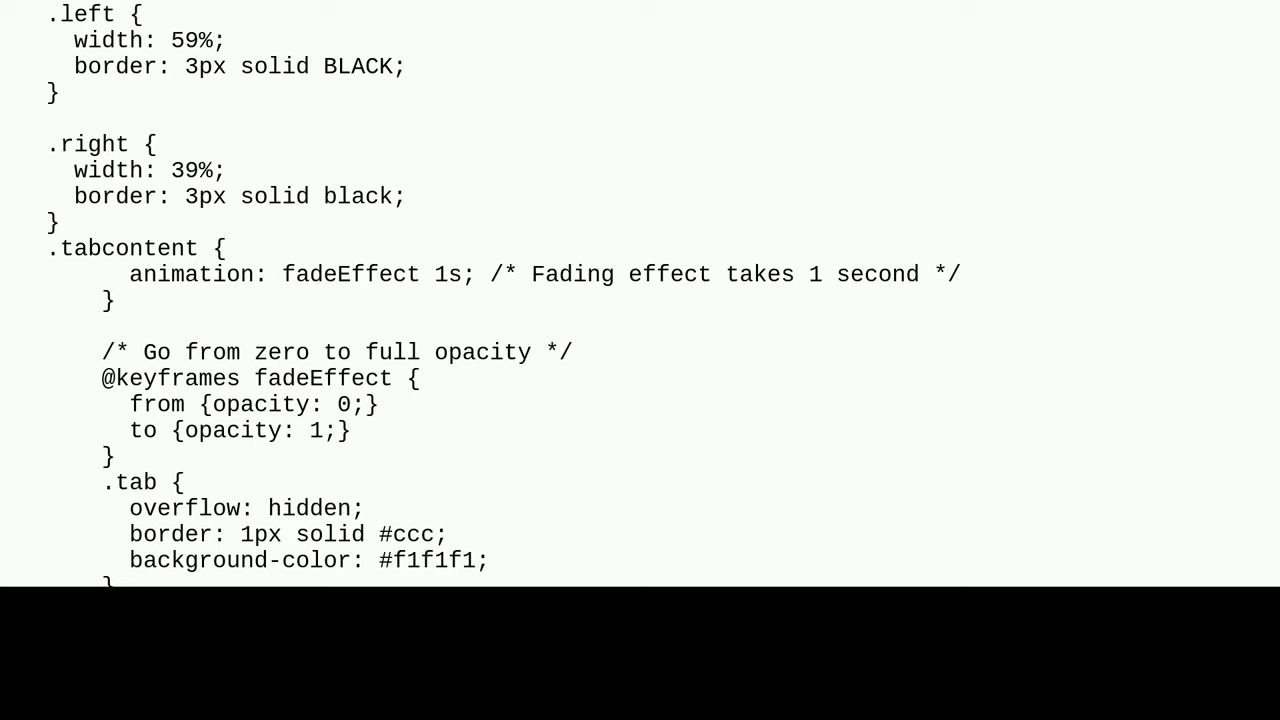 .left {
width: 59%;
border: 3px solid BLACK;
}
.right {
width: 39%;
border: 3px solid black;
}
.tabcontent {
animation: fadeEffect 1s; /* Fading effect takes 1 second */
}
/* Go from zero to full opacity */
@keyframes fadeEffect {
from {opacity: 0;}
to {opacity: 1;}
}
.tab {
overflow: hidden;
border: 1px solid #ccc;
background-color: #f1f1f1;
}